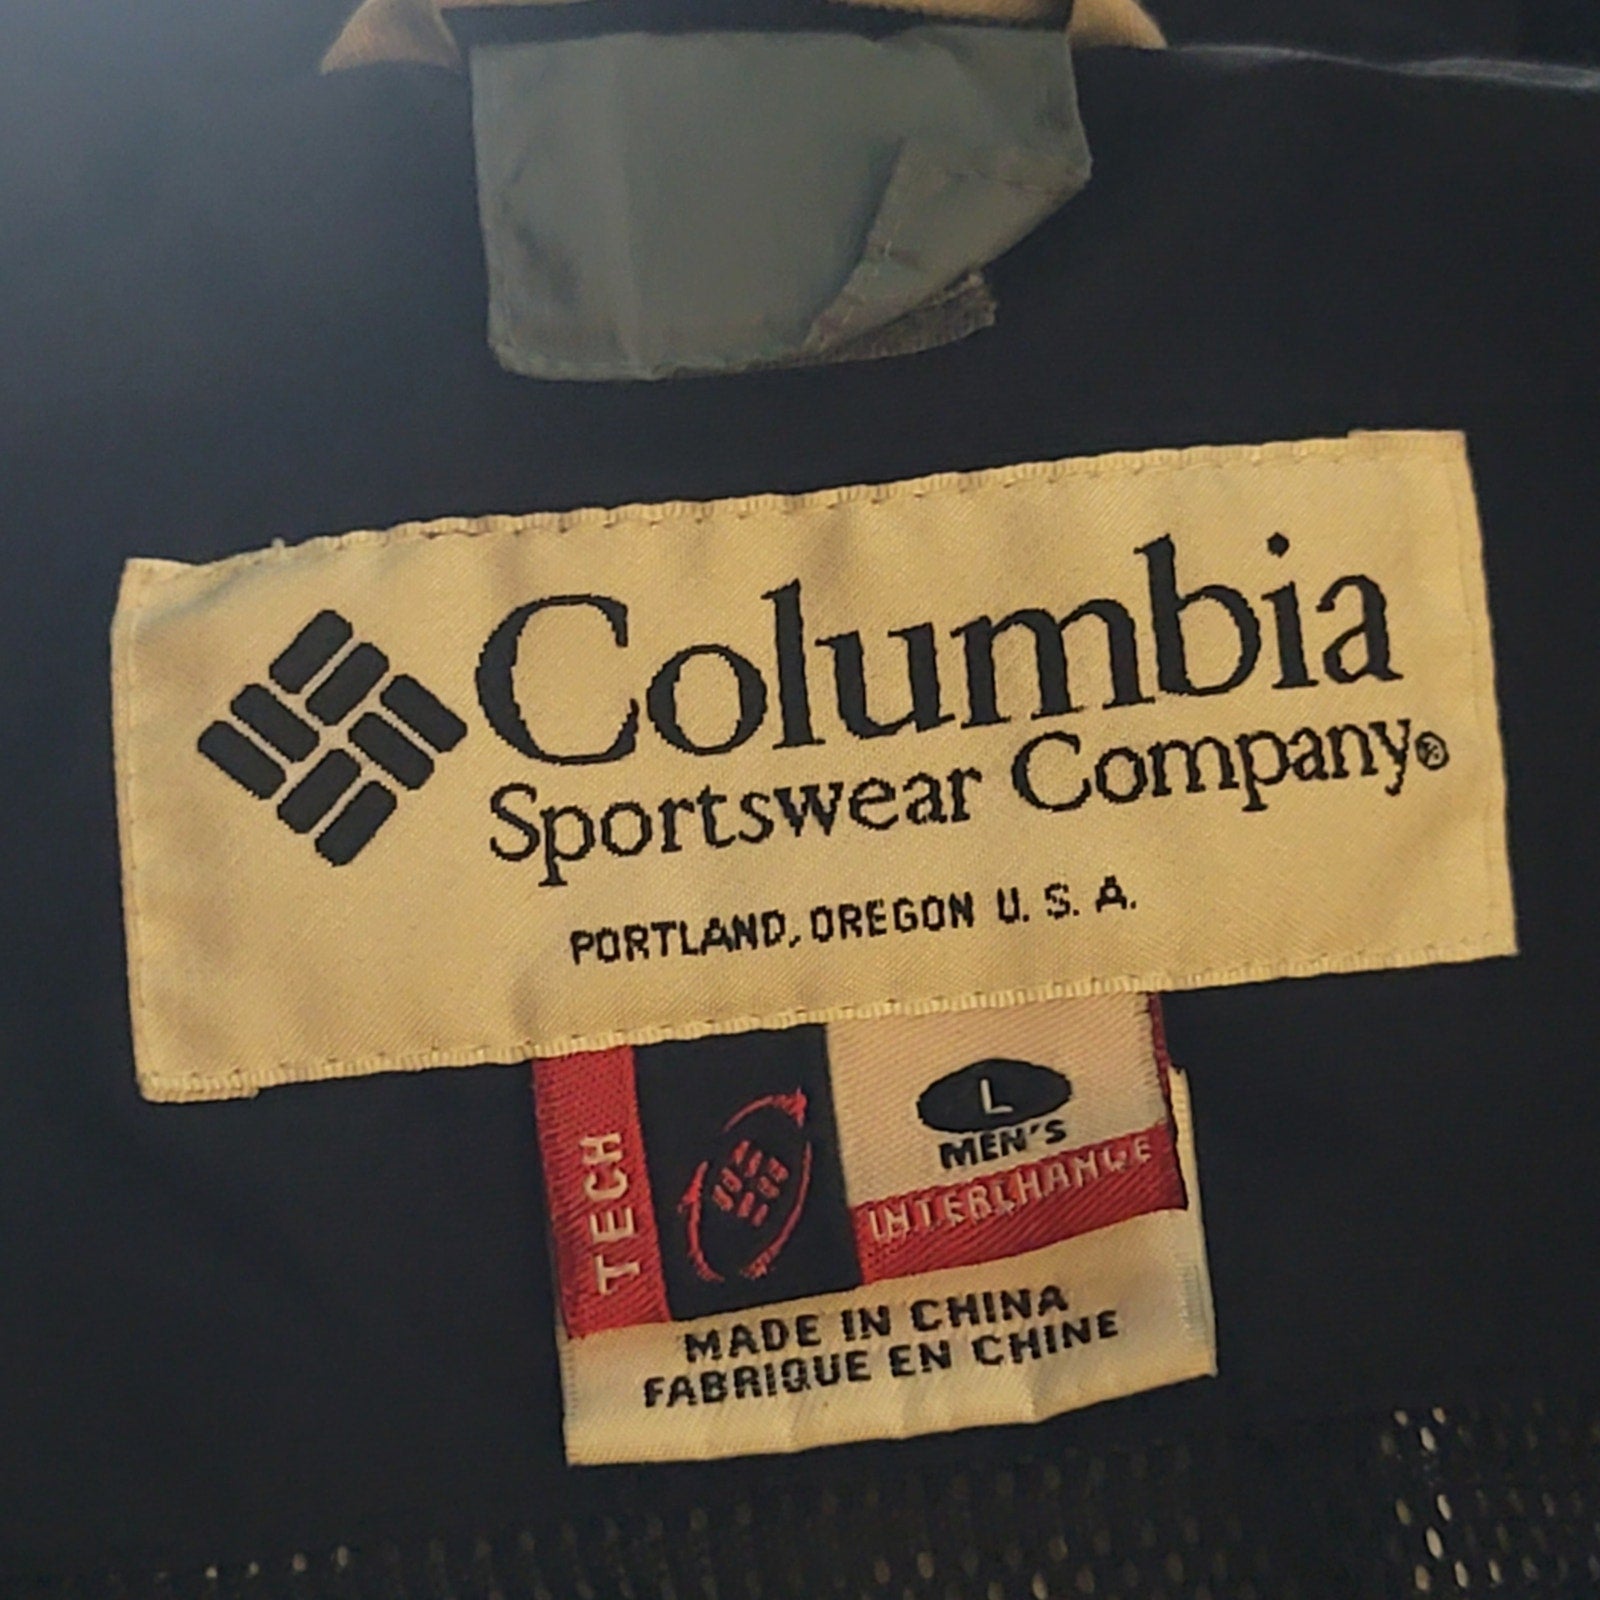 Columbia
Sportswear Company®
PORTLAND, OREGON U. S. A.
L
MEN'S
TECH
INTERCHANGE
MADE IN CHINA
FABRIQUE EN CHINE